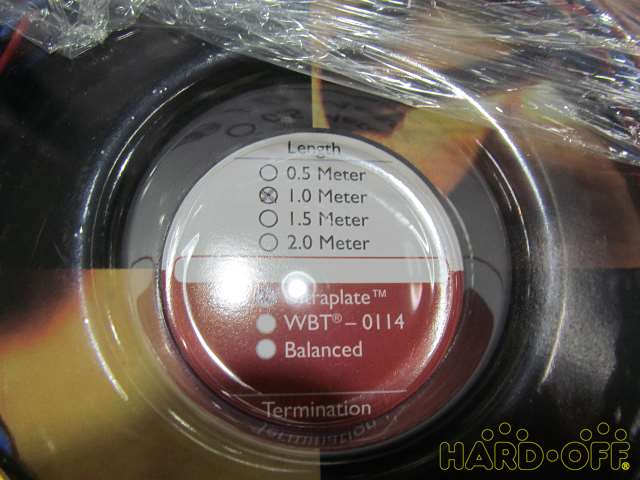 Length
0.5 Meter
1.0 Meter
1.5 Meter
2.0 Meter
WBT® – 0114
Balanced
Termination
HARD·OFF®